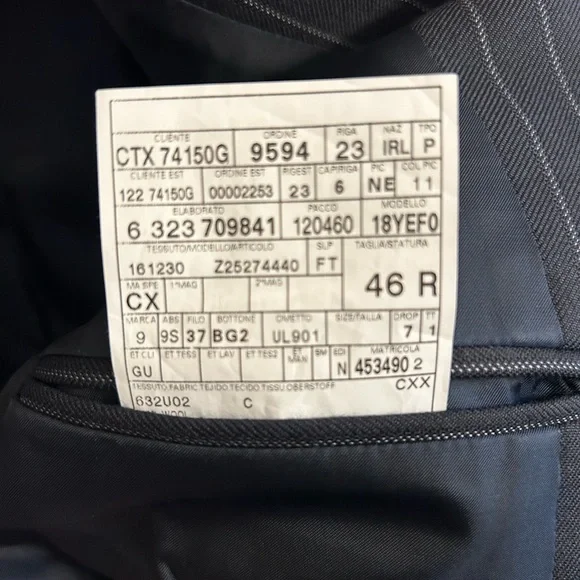 CLIENTE ORDINE RIGA NAZ TPO
CTX 74150G 9594 23 IRL P
CLIENTE EST ORDINE EST RIGEST CAPIRIGA PC COL PIC
122 74150G 00002253 23 6 NE 11
ELABORATO PACCO MODELLO
6 323 709841 120460 18YEF0
TESSUTO/MODELLO/ARTICOLO SLP TAGLIA/STATURA
161230 Z25274440 FT 46 R
MA SPE 1°MAG 2°MAG
CX
MARCA ABS FILO BOTTONE OMETTO SIZE/TALLA DROP TT
9 9S 37 BG2 UL901 7 1
ET CLI ET TESS ET LAV ET TES2 ET MAN SM EDI MATRICOLA
GU N 453490 2
TESSUTO FABRIC TEJIDO TECIDO TISSU OBERSTOFF CXX
632U02 C
WOOL